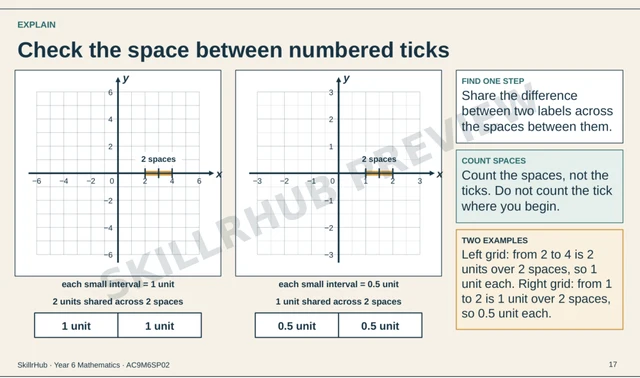 EXPLAIN
Check the space between numbered ticks
y
6
4
2
2 spaces
x
−6 −4 −2 0 2 4 6
−2
−4
−6
each small interval = 1 unit
2 units shared across 2 spaces
1 unit 1 unit
y
3
2
1
2 spaces
x
−3 −2 −1 0 1 2 3
−1
−2
−3
each small interval = 0.5 unit
1 unit shared across 2 spaces
0.5 unit 0.5 unit
FIND ONE STEP
Share the difference
between two labels across
the spaces between them.
COUNT SPACES
Count the spaces, not the
ticks. Do not count the tick
where you begin.
TWO EXAMPLES
Left grid: from 2 to 4 is 2
units over 2 spaces, so 1
unit each. Right grid: from 1
to 2 is 1 unit over 2 spaces,
so 0.5 unit each.
SKILLRHUB PREVIEW
SkillrHub · Year 6 Mathematics · AC9M6SP02
17